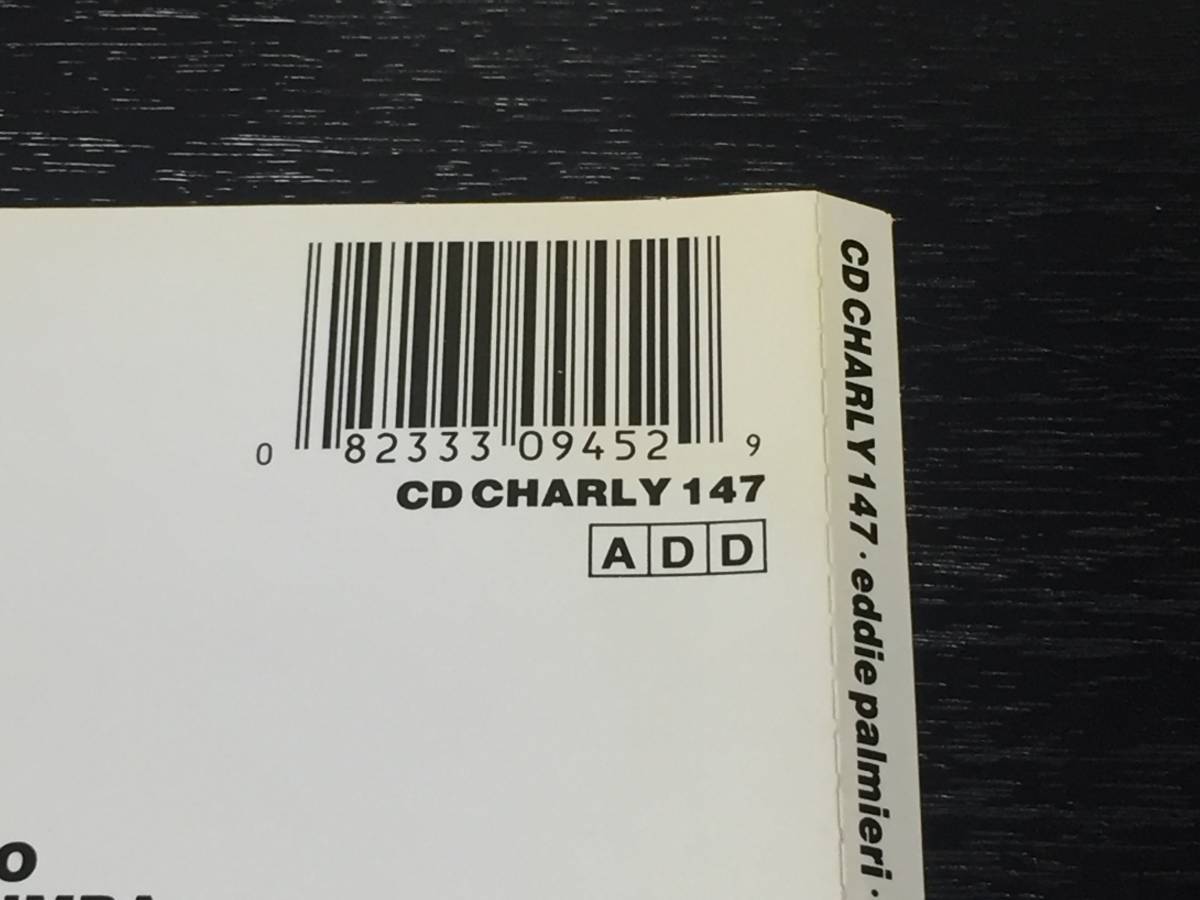 0 82333 09452 9
CD CHARLY 147
ADD
CD CHARLY 147 · eddie palmieri ·
O